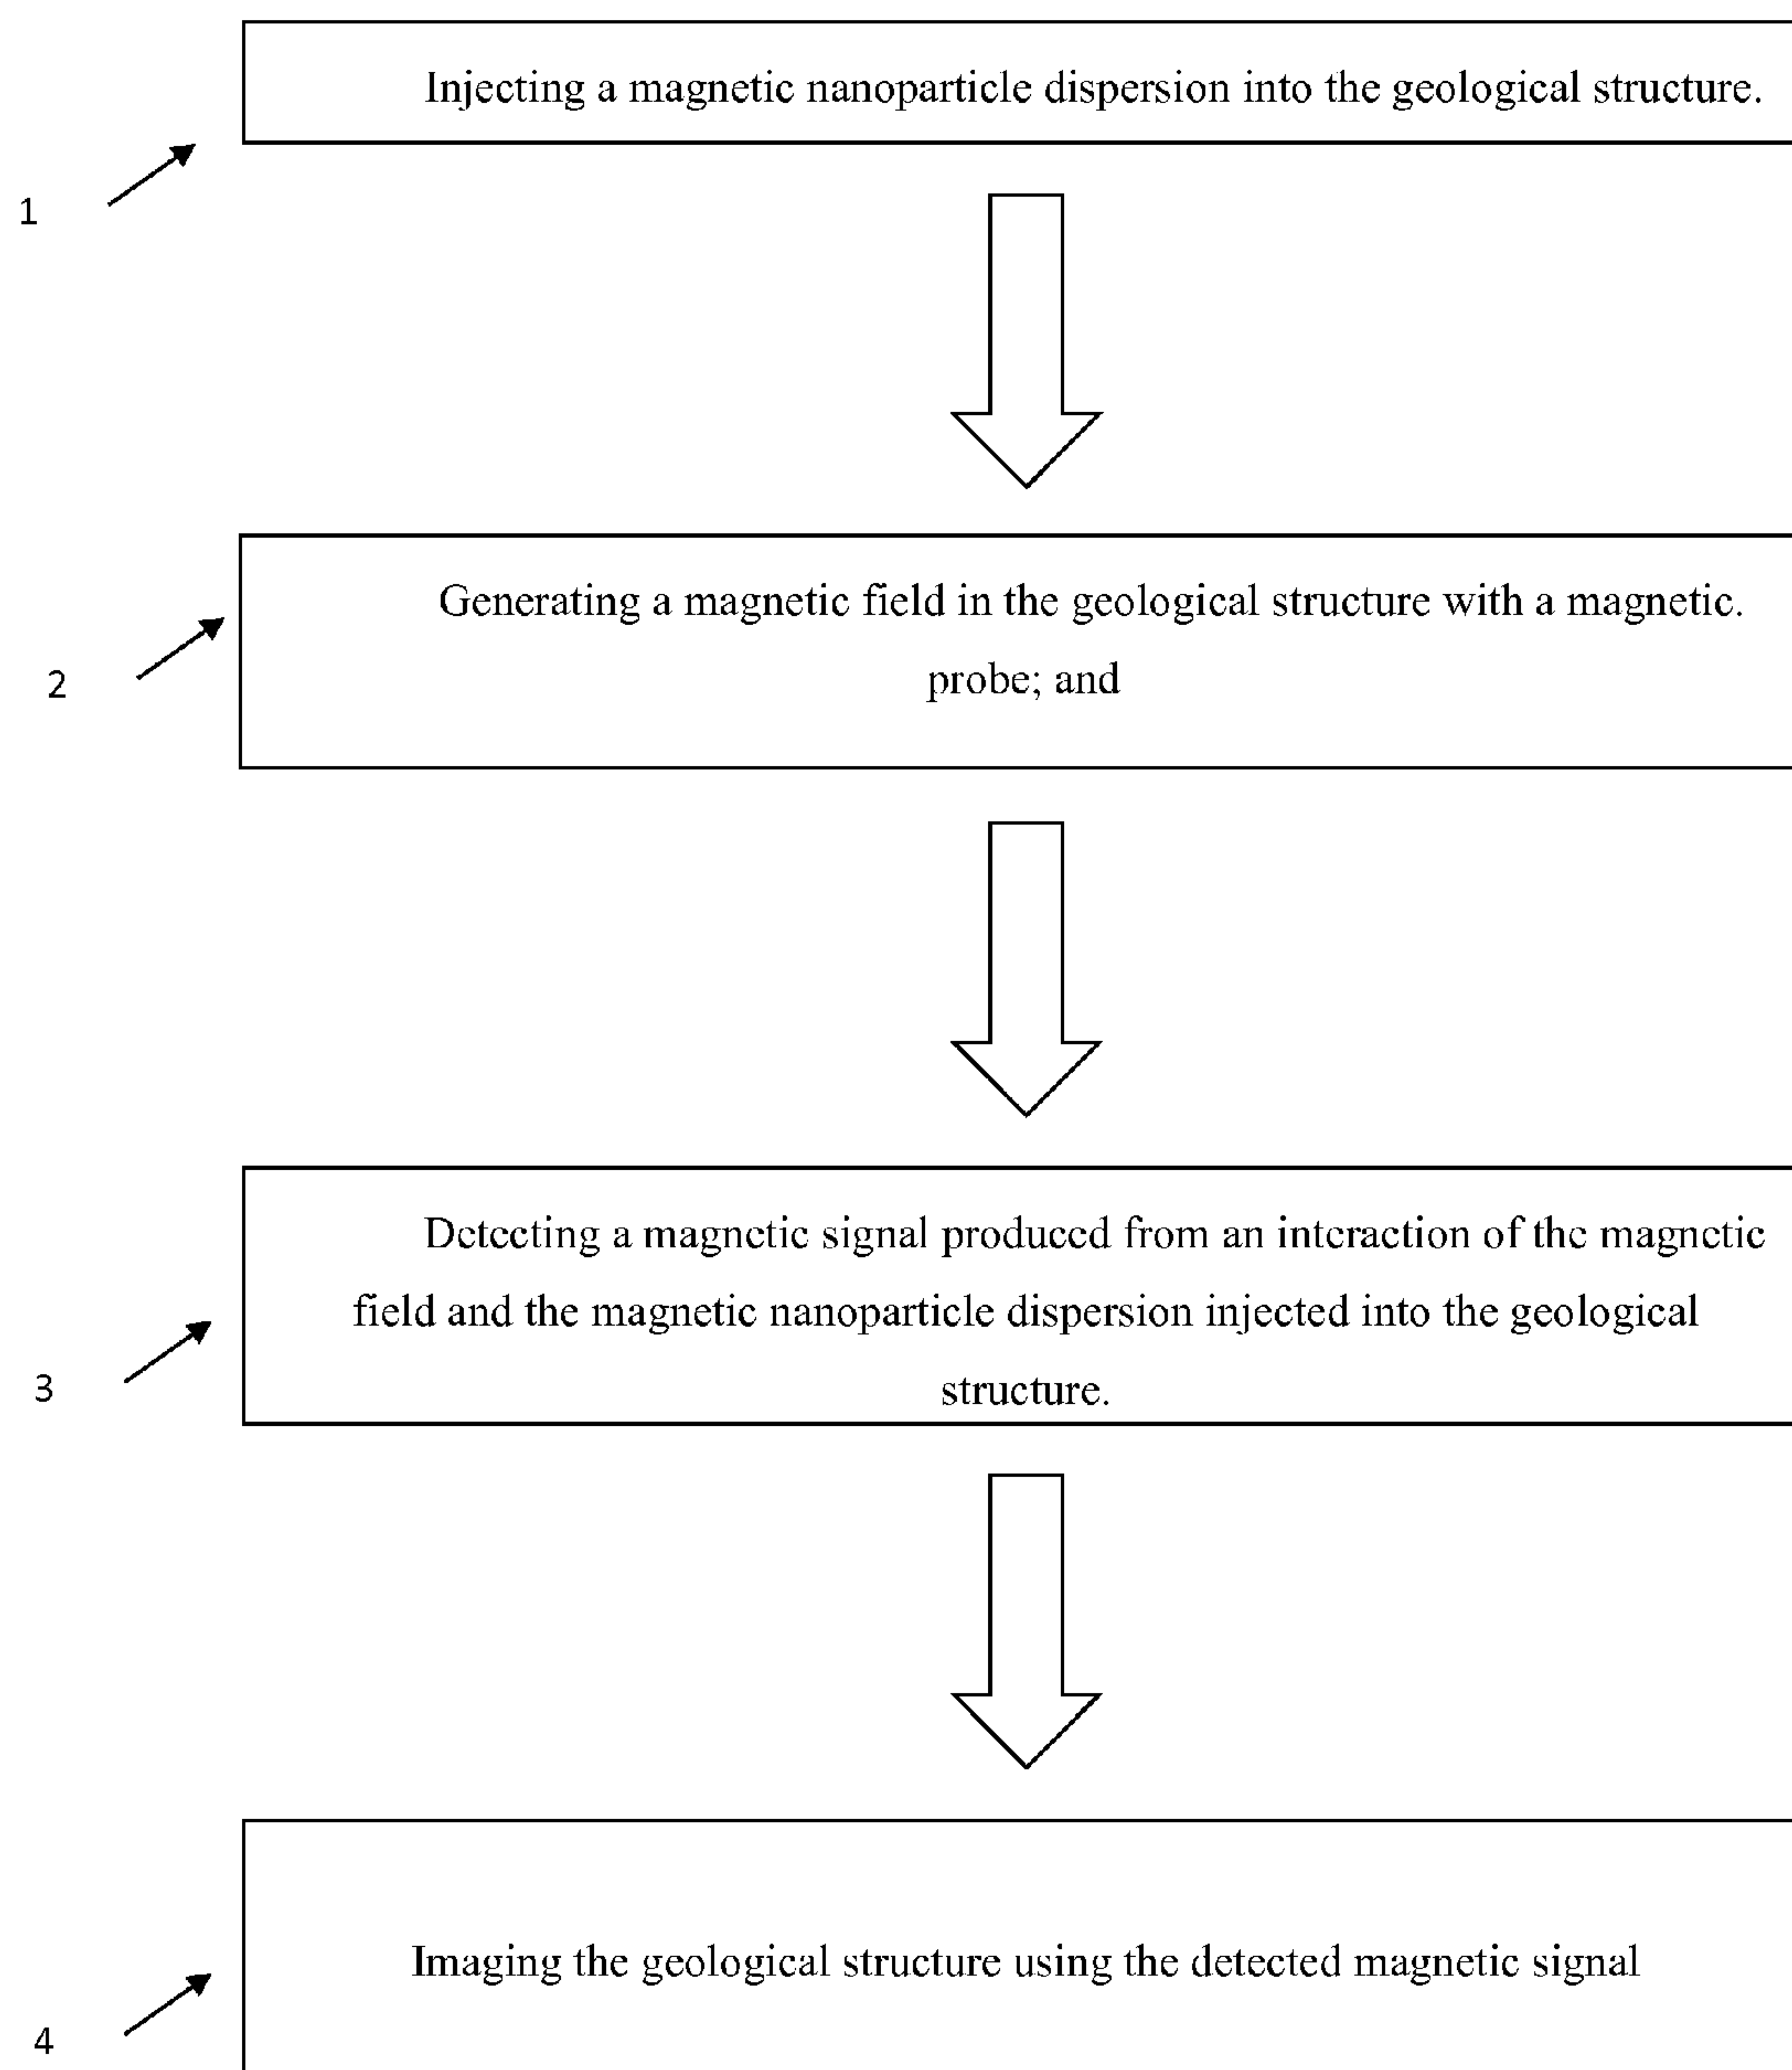 Injecting a magnetic nanoparticle dispersion into the geological structure.
1
Generating a magnetic field in the geological structure with a magnetic.
probe; and
2
Detecting a magnetic signal produced from an interaction of the magnetic
field and the magnetic nanoparticle dispersion injected into the geological
structure.
3
Imaging the geological structure using the detected magnetic signal
4